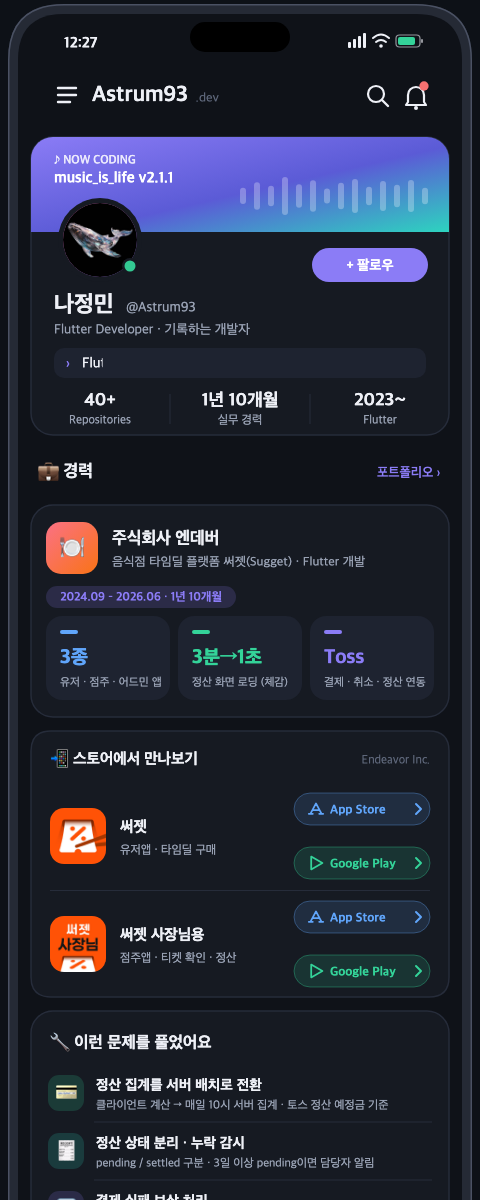 12:27
Astrum93 .dev
♪ NOW CODING
music_is_life v2.1.1
+ 팔로우
나정민 @Astrum93
Flutter Developer · 기록하는 개발자
› Flut
40+
Repositories
1년 10개월
실무 경력
2023~
Flutter
경력
포트폴리오 ›
주식회사 엔데버
음식점 타임딜 플랫폼 써젯(Sugget) · Flutter 개발
2024.09 - 2026.06 · 1년 10개월
3종
유저 · 점주 · 어드민 앱
3분→1초
정산 화면 로딩 (체감)
Toss
결제 · 취소 · 정산 연동
스토어에서 만나보기
Endeavor Inc.
써젯
유저앱 · 타임딜 구매
App Store
Google Play
써젯
사장님
써젯 사장님용
점주앱 · 티켓 확인 · 정산
App Store
Google Play
이런 문제를 풀었어요
정산 집계를 서버 배치로 전환
클라이언트 계산 → 매일 10시 서버 집계 · 토스 정산 예정금 기준
정산 상태 분리 · 누락 감시
pending / settled 구분 · 3일 이상 pending이면 담당자 알림
결제 실패 보상 처리